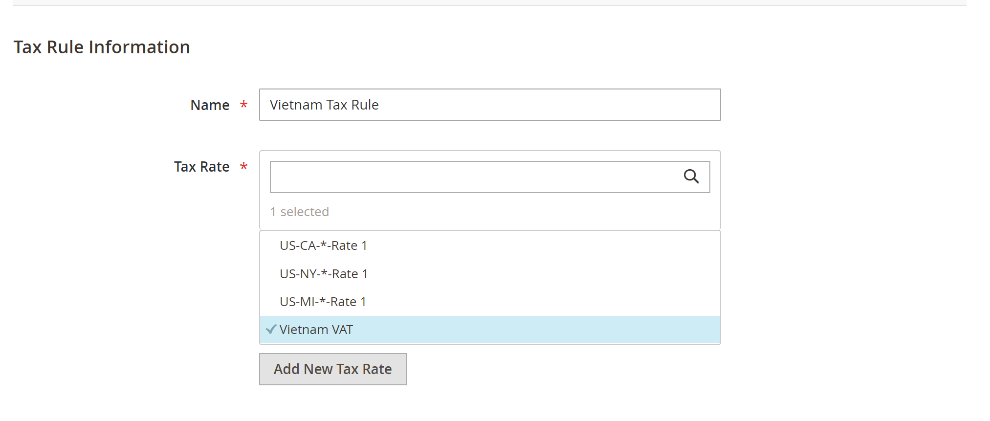 Tax Rule Information
Name *
Vietnam Tax Rule
Tax Rate *
1 selected
US-CA-*-Rate 1
US-NY-*-Rate 1
US-MI-*-Rate 1
Vietnam VAT
Add New Tax Rate